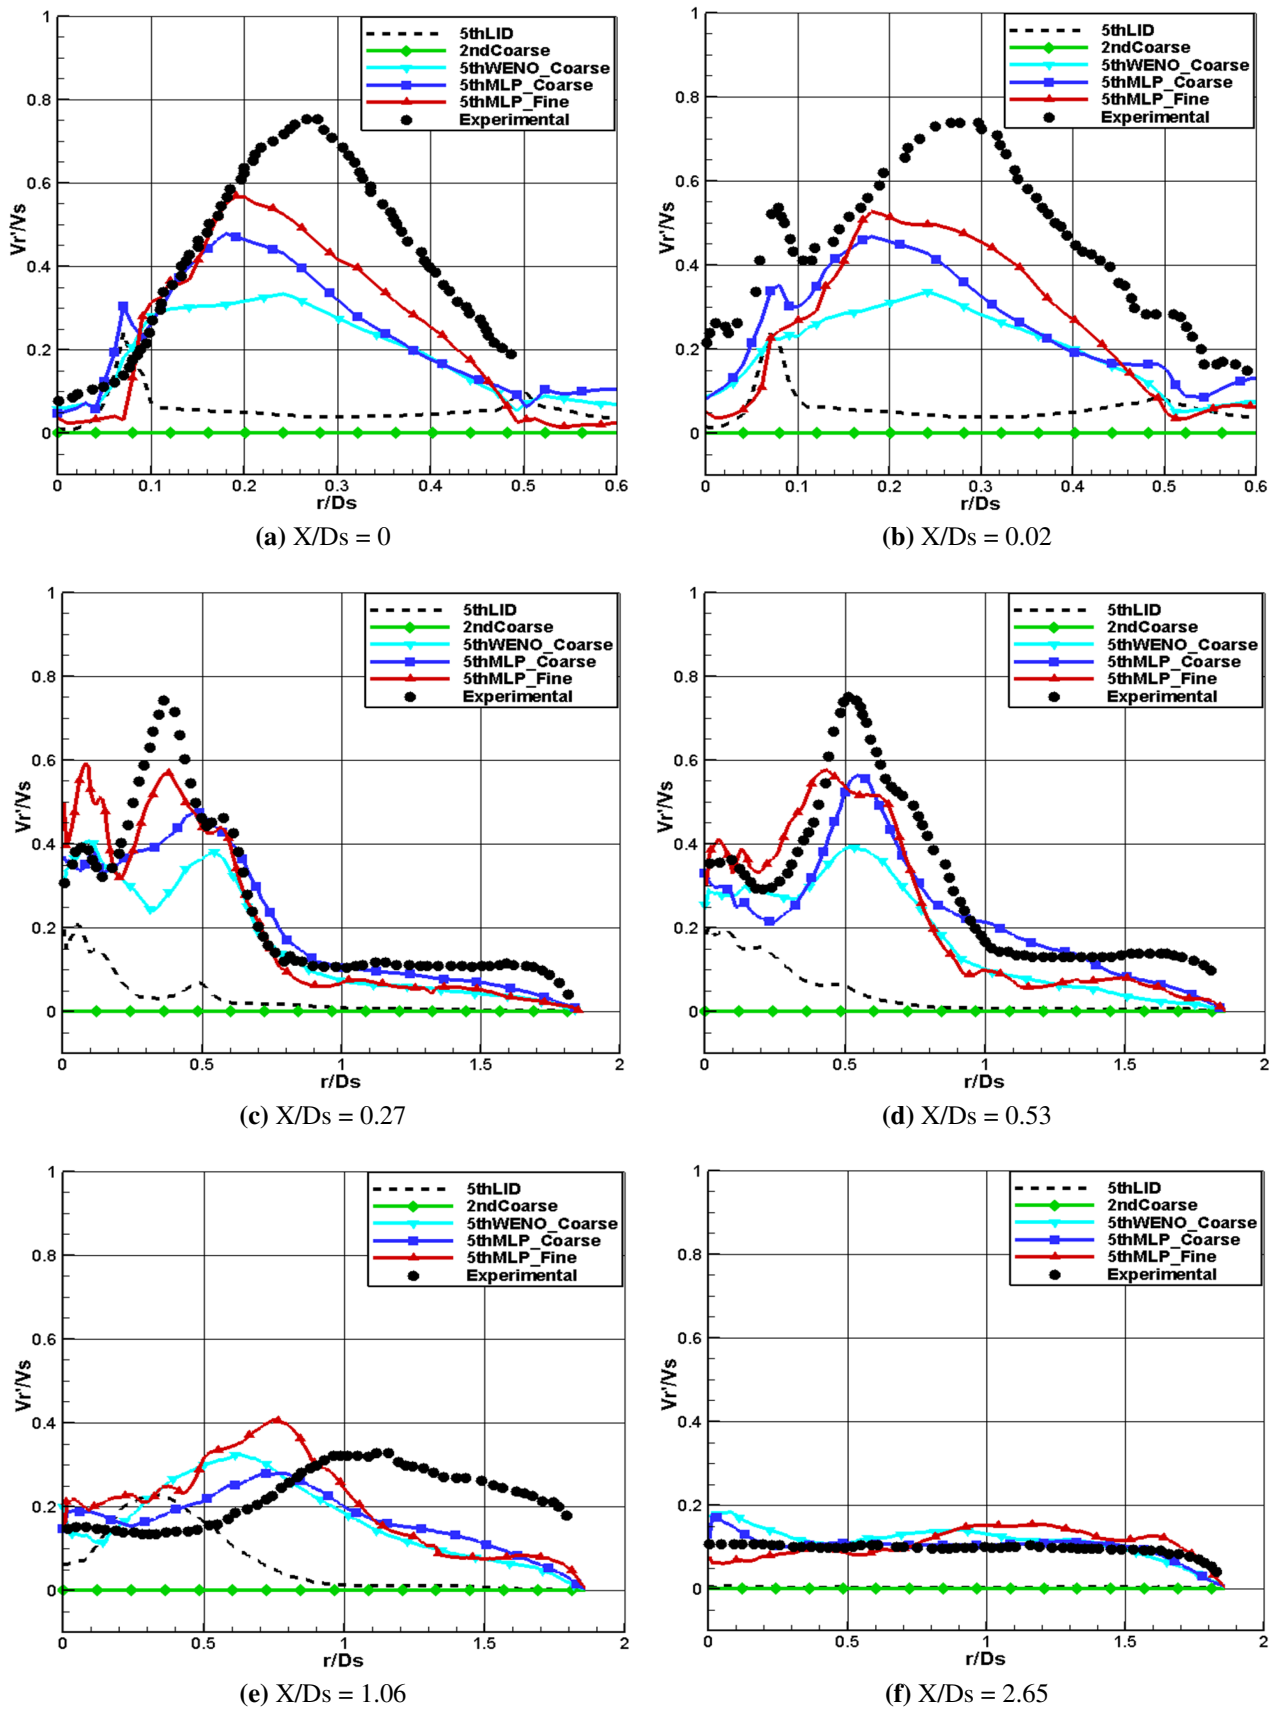 1
0.8
0.6
0.4
0.2
0
Vr'/Vs
5thLID
2ndCoarse
5thWENO_Coarse
5thMLP_Coarse
5thMLP_Fine
Experimental
0 0.1 0.2 0.3 0.4 0.5 0.6
r/Ds
(a) X/Ds = 0
1
0.8
0.6
0.4
0.2
0
Vr'/Vs
5thLID
2ndCoarse
5thWENO_Coarse
5thMLP_Coarse
5thMLP_Fine
Experimental
0 0.1 0.2 0.3 0.4 0.5 0.6
r/Ds
(b) X/Ds = 0.02
1
0.8
0.6
0.4
0.2
0
Vr'/Vs
5thLID
2ndCoarse
5thWENO_Coarse
5thMLP_Coarse
5thMLP_Fine
Experimental
0 0.5 1 1.5 2
r/Ds
(c) X/Ds = 0.27
1
0.8
0.6
0.4
0.2
0
Vr'/Vs
5thLID
2ndCoarse
5thWENO_Coarse
5thMLP_Coarse
5thMLP_Fine
Experimental
0 0.5 1 1.5 2
r/Ds
(d) X/Ds = 0.53
1
0.8
0.6
0.4
0.2
0
Vr'/Vs
5thLID
2ndCoarse
5thWENO_Coarse
5thMLP_Coarse
5thMLP_Fine
Experimental
0 0.5 1 1.5 2
r/Ds
(e) X/Ds = 1.06
1
0.8
0.6
0.4
0.2
0
Vr'/Vs
5thLID
2ndCoarse
5thWENO_Coarse
5thMLP_Coarse
5thMLP_Fine
Experimental
0 0.5 1 1.5 2
r/Ds
(f) X/Ds = 2.65